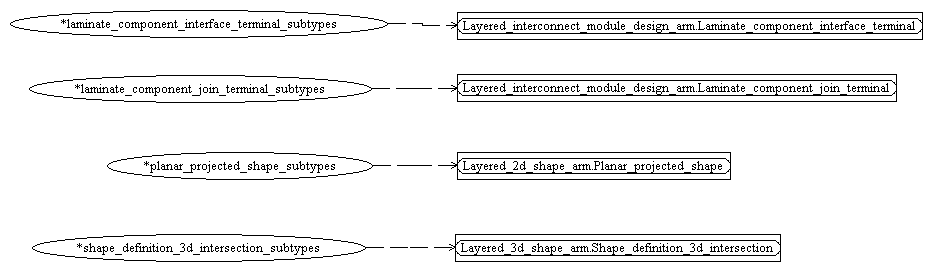 *laminate_component_interface_terminal_subtypes Layered_interconnect_module_design_arm.Laminate_component_interface_terminal
*laminate_component_join_terminal_subtypes Layered_interconnect_module_design_arm.Laminate_component_join_terminal
*planar_projected_shape_subtypes Layered_2d_shape_arm.Planar_projected_shape
*shape_definition_3d_intersection_subtypes Layered_3d_shape_arm.Shape_definition_3d_intersection